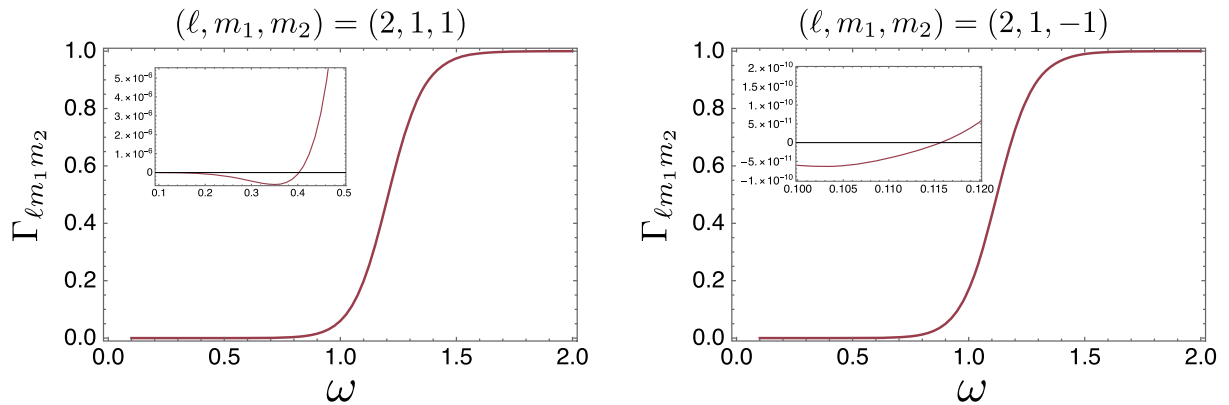 (ℓ, m₁, m₂) = (2, 1, 1)
Γℓm₁m₂
1.0
0.8
0.6
0.4
0.2
0.0
0.0 0.5 1.0 1.5 2.0
ω
5.×10⁻⁶
4.×10⁻⁶
3.×10⁻⁶
2.×10⁻⁶
1.×10⁻⁶
0
0.1 0.2 0.3 0.4 0.5
(ℓ, m₁, m₂) = (2, 1, −1)
Γℓm₁m₂
1.0
0.8
0.6
0.4
0.2
0.0
0.0 0.5 1.0 1.5 2.0
ω
2.×10⁻¹⁰
1.5×10⁻¹⁰
1.×10⁻¹⁰
5.×10⁻¹¹
0
-5.×10⁻¹¹
-1.×10⁻¹⁰
0.100 0.105 0.110 0.115 0.120